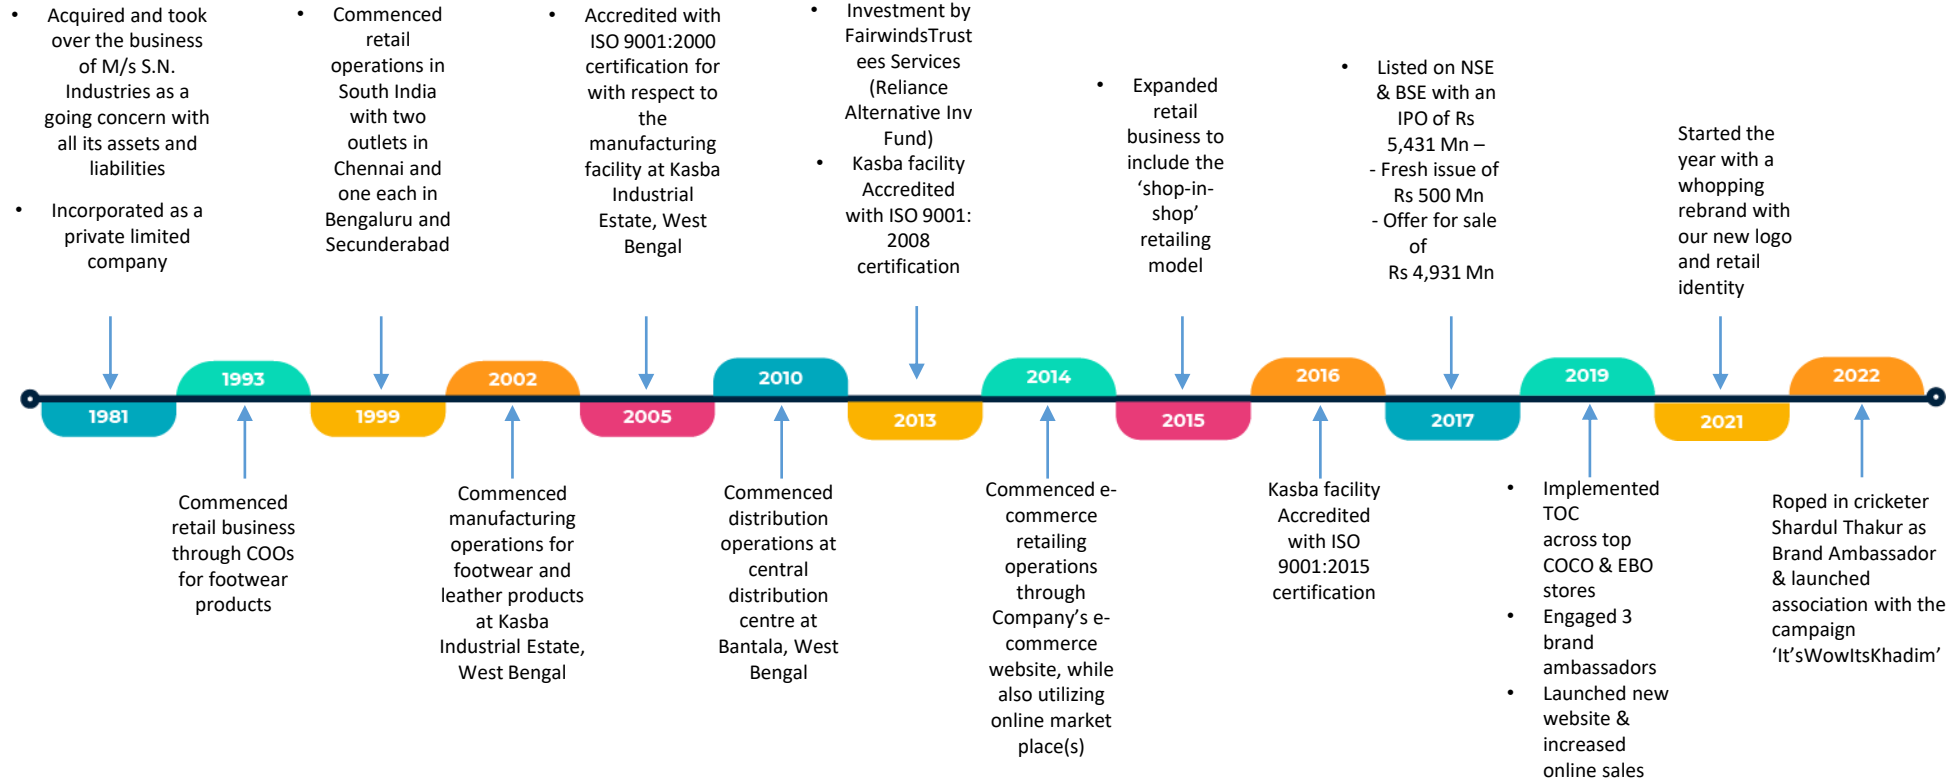 • Acquired and took
over the business
of M/s S.N.
Industries as a
going concern with
all its assets and
liabilities
• Incorporated as a
private limited
company
• Commenced
retail
operations in
South India
with two
outlets in
Chennai and
one each in
Bengaluru and
Secunderabad
• Accredited with
ISO 9001:2000
certification for
with respect to
the
manufacturing
facility at Kasba
Industrial
Estate, West
Bengal
• Investment by
FairwindsTrust
ees Services
(Reliance
Alternative Inv
Fund)
• Kasba facility
Accredited
with ISO 9001:
2008
certification
• Expanded
retail
business to
include the
‘shop-in-
shop’
retailing
model
• Listed on NSE
& BSE with an
IPO of Rs
5,431 Mn –
- Fresh issue of
Rs 500 Mn
- Offer for sale
of
Rs 4,931 Mn
Started the
year with a
whopping
rebrand with
our new logo
and retail
identity
1981
1993
1999
2002
2005
2010
2013
2014
2015
2016
2017
2019
2021
2022
Commenced
retail business
through COOs
for footwear
products
Commenced
manufacturing
operations for
footwear and
leather products
at Kasba
Industrial Estate,
West Bengal
Commenced
distribution
operations at
central
distribution
centre at
Bantala, West
Bengal
Commenced e-
commerce
retailing
operations
through
Company’s e-
commerce
website, while
also utilizing
online market
place(s)
Kasba facility
Accredited
with ISO
9001:2015
certification
• Implemented
TOC
across top
COCO & EBO
stores
• Engaged 3
brand
ambassadors
• Launched new
website &
increased
online sales
Roped in cricketer
Shardul Thakur as
Brand Ambassador
& launched
association with the
campaign
‘It’sWowItsKhadim’